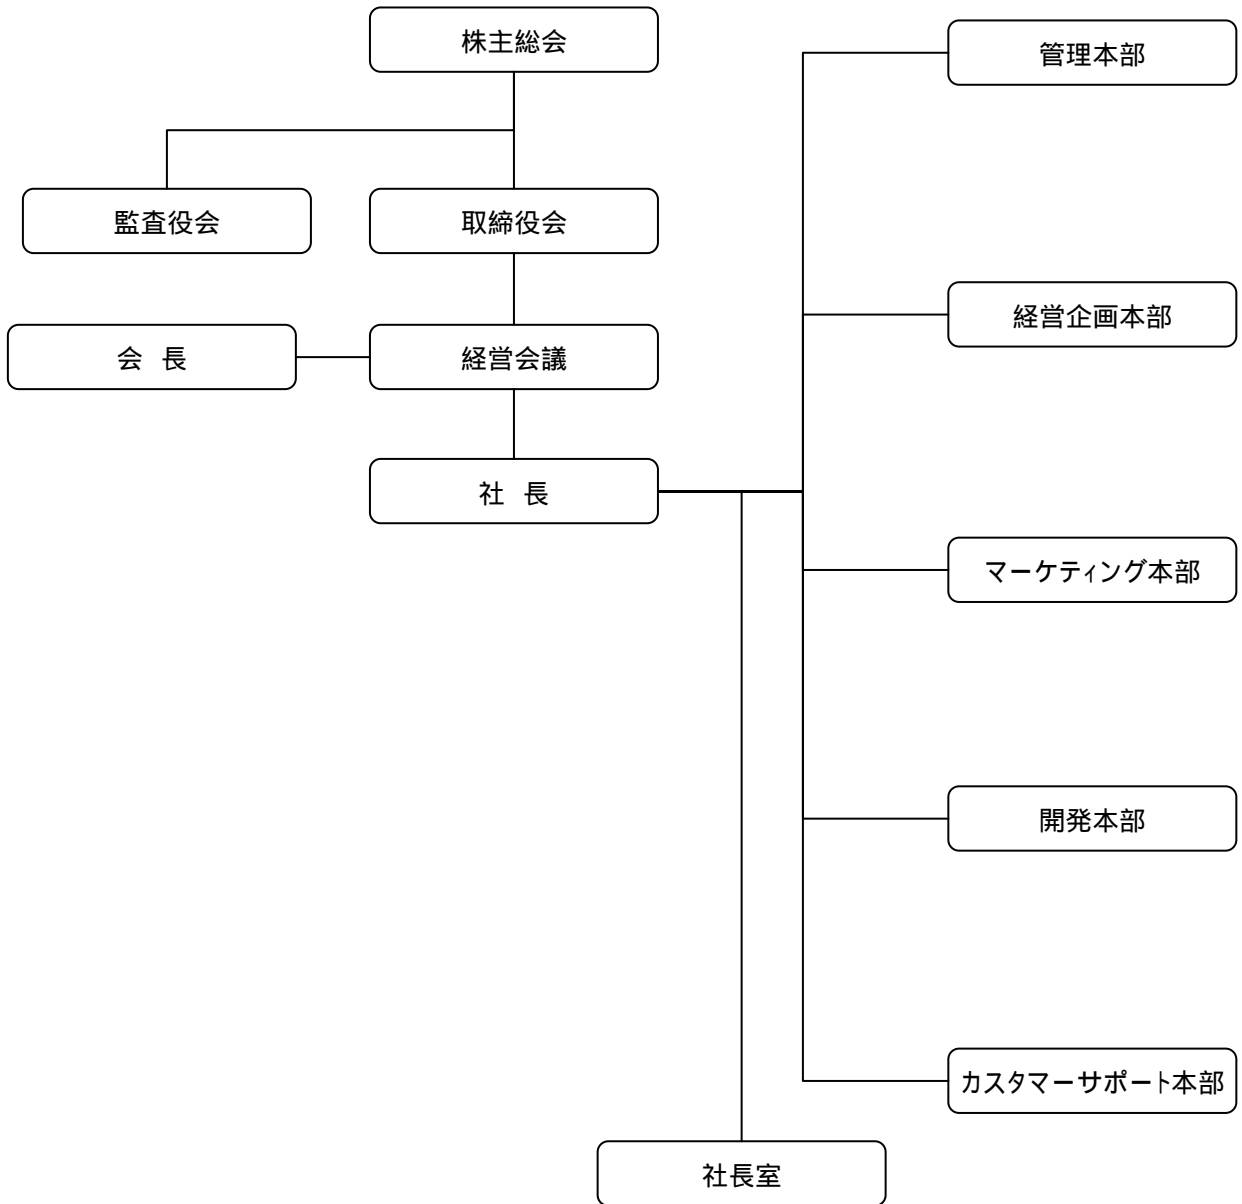 株主総会
監査役会
取締役会
会 長
経営会議
社 長
管理本部
経営企画本部
マーケティング本部
開発本部
カスタマーサポート本部
社長室